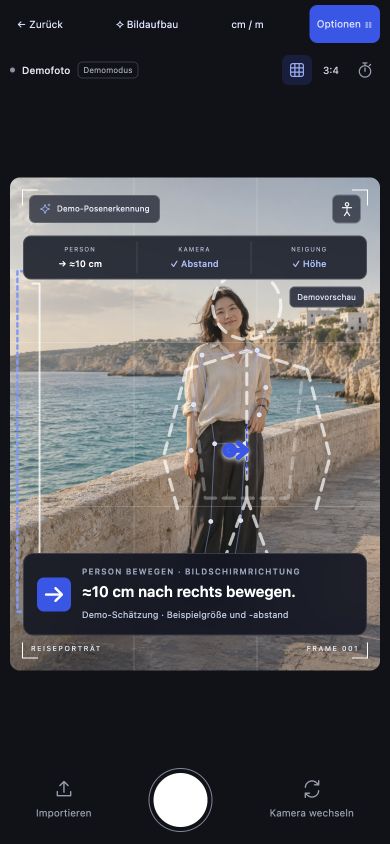 ← Zurück
✧ Bildaufbau
cm / m
Optionen
Demofoto
Demomodus
3:4
Demo-Posenerkennung
PERSON
→ ≈10 cm
KAMERA
✓ Abstand
NEIGUNG
✓ Höhe
Demovorschau
PERSON BEWEGEN · BILDSCHIRMRICHTUNG
≈10 cm nach rechts bewegen.
Demo-Schätzung · Beispielgröße und -abstand
REISEPORTRÄT
FRAME 001
Importieren
Kamera wechseln